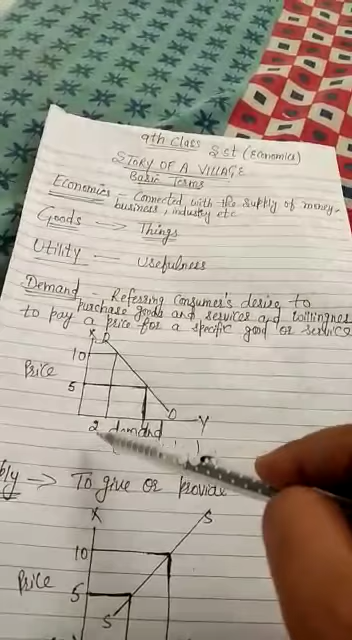 9th class S.st (Economics)
STORY OF A VILLAGE
Basic Terms
Economics - Connected with the supply of money,
business, industry etc
Goods → Things
Utility - Usefulness
Demand - Referring Consumer's desire to
purchase goods and services and willingness
to pay a price for a specific good or service
X D
10
Price
5
D
Y
2 demand
→ To give or provide
X
S
10
Price
5
S